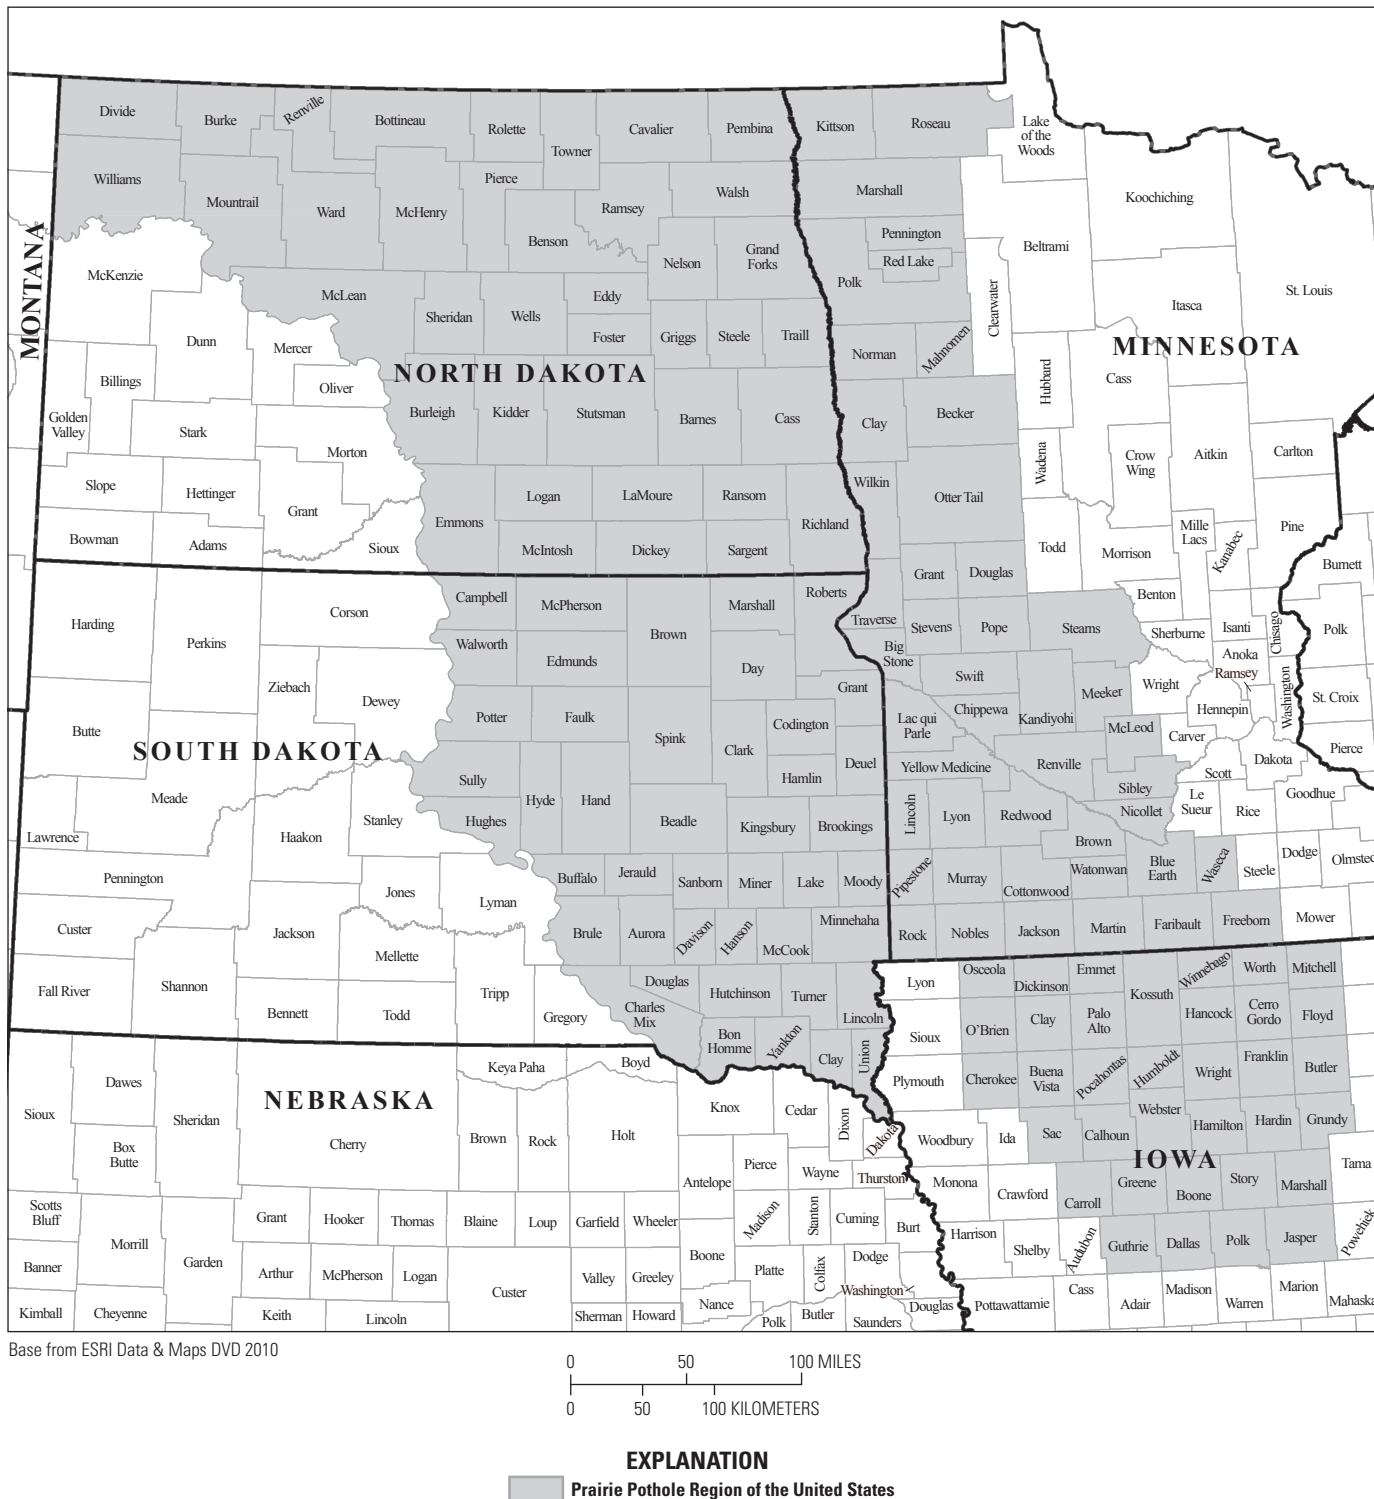 Divide
Burke
Renville
Bottineau
Rolette
Towner
Cavalier
Pembina
Kittson
Roseau
Lake
of the
Woods
Williams
Mountrail
Ward
McHenry
Pierce
Benson
Ramsey
Walsh
Marshall
Koochiching
Pennington
Red Lake
Beltrami
MONTANA
McKenzie
McLean
Sheridan
Wells
Eddy
Nelson
Grand
Forks
Polk
Clearwater
Itasca
St. Louis
Dunn
Mercer
Foster
Griggs
Steele
Traill
Norman
Mahnomen
MINNESOTA
Billings
Oliver
NORTH DAKOTA
Hubbard
Cass
Golden
Valley
Stark
Morton
Burleigh
Kidder
Stutsman
Barnes
Cass
Clay
Becker
Wadena
Crow
Wing
Aitkin
Carlton
Slope
Hettinger
Grant
Emmons
Logan
LaMoure
Ransom
Richland
Wilkin
Otter Tail
Bowman
Adams
Sioux
McIntosh
Dickey
Sargent
Todd
Morrison
Mille
Lacs
Kanabec
Pine
Burnett
Grant
Douglas
Harding
Perkins
Corson
Campbell
McPherson
Brown
Marshall
Roberts
Traverse
Stevens
Pope
Stearns
Benton
Sherburne
Isanti
Chisago
Polk
Ziebach
Dewey
Walworth
Edmunds
Day
Grant
Big
Stone
Swift
Anoka
Ramsey
Washington
Wright
Hennepin
St. Croix
Butte
SOUTH DAKOTA
Potter
Faulk
Spink
Clark
Codington
Lac qui
Parle
Chippewa
Kandiyohi
Meeker
McLeod
Carver
Dakota
Pierce
Meade
Sully
Hyde
Hand
Hamlin
Deuel
Yellow Medicine
Renville
Sibley
Scott
Goodhue
Lawrence
Haakon
Stanley
Hughes
Beadle
Kingsbury
Brookings
Lincoln
Lyon
Redwood
Nicollet
Le
Sueur
Rice
Pennington
Jones
Lyman
Buffalo
Jerauld
Sanborn
Miner
Lake
Moody
Pipestone
Murray
Cottonwood
Brown
Watonwan
Blue
Earth
Waseca
Steele
Dodge
Olmsted
Custer
Jackson
Mellette
Brule
Aurora
Davison
Hanson
McCook
Minnehaha
Rock
Nobles
Jackson
Martin
Faribault
Freeborn
Mower
Fall River
Shannon
Bennett
Todd
Tripp
Gregory
Charles
Mix
Douglas
Hutchinson
Turner
Lincoln
Lyon
Osceola
Dickinson
Emmet
Kossuth
Winnebago
Worth
Mitchell
Bon
Homme
Yankton
Clay
Union
Sioux
O'Brien
Clay
Palo
Alto
Hancock
Cerro
Gordo
Floyd
Dawes
Sioux
Sheridan
NEBRASKA
Cherry
Keya Paha
Boyd
Knox
Cedar
Dixon
Dakota
Plymouth
Cherokee
Buena
Vista
Pocahontas
Humboldt
Wright
Franklin
Butler
Box
Butte
Brown
Rock
Holt
Antelope
Pierce
Wayne
Thurston
Woodbury
Ida
Sac
Calhoun
Webster
Hamilton
Hardin
Grundy
IOWA
Tama
Scotts
Bluff
Morrill
Garden
Grant
Hooker
Thomas
Blaine
Loup
Garfield
Wheeler
Madison
Stanton
Cuming
Burt
Monona
Crawford
Carroll
Greene
Boone
Story
Marshall
Banner
Arthur
McPherson
Logan
Custer
Valley
Greeley
Boone
Platte
Colfax
Dodge
Washington
Harrison
Shelby
Audubon
Guthrie
Dallas
Polk
Jasper
Poweshiek
Kimball
Cheyenne
Keith
Lincoln
Sherman
Howard
Nance
Polk
Butler
Saunders
Douglas
Pottawattamie
Cass
Adair
Madison
Warren
Marion
Mahaska
Base from ESRI Data & Maps DVD 2010
0 50 100 MILES
0 50 100 KILOMETERS
EXPLANATION
Prairie Pothole Region of the United States